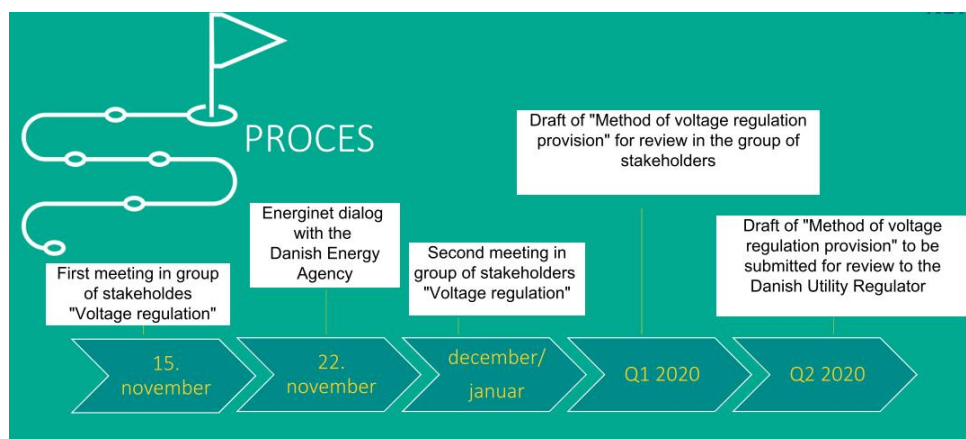 PROCES
Draft of "Method of voltage regulation
provision" for review in the group of
stakeholders
Energinet dialog
with the
Danish Energy
Agency
Draft of "Method of voltage
regulation provision" to be
submitted for review to the
Danish Utility Regulator
Second meeting in
group of stakeholders
"Voltage regulation"
First meeting in group
of stakeholdes
"Voltage regulation"
15.
november
22.
november
december/
januar
Q1 2020
Q2 2020